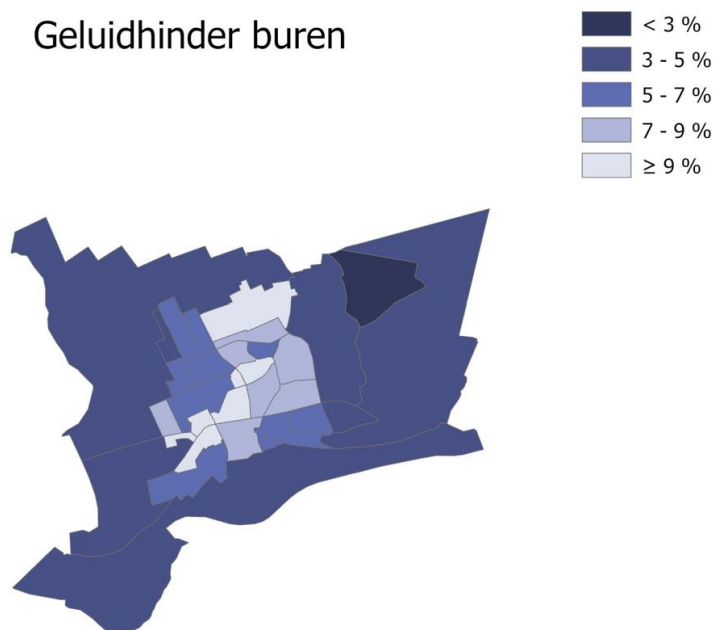 Geluidhinder buren
< 3 %
3 - 5 %
5 - 7 %
7 - 9 %
≥ 9 %